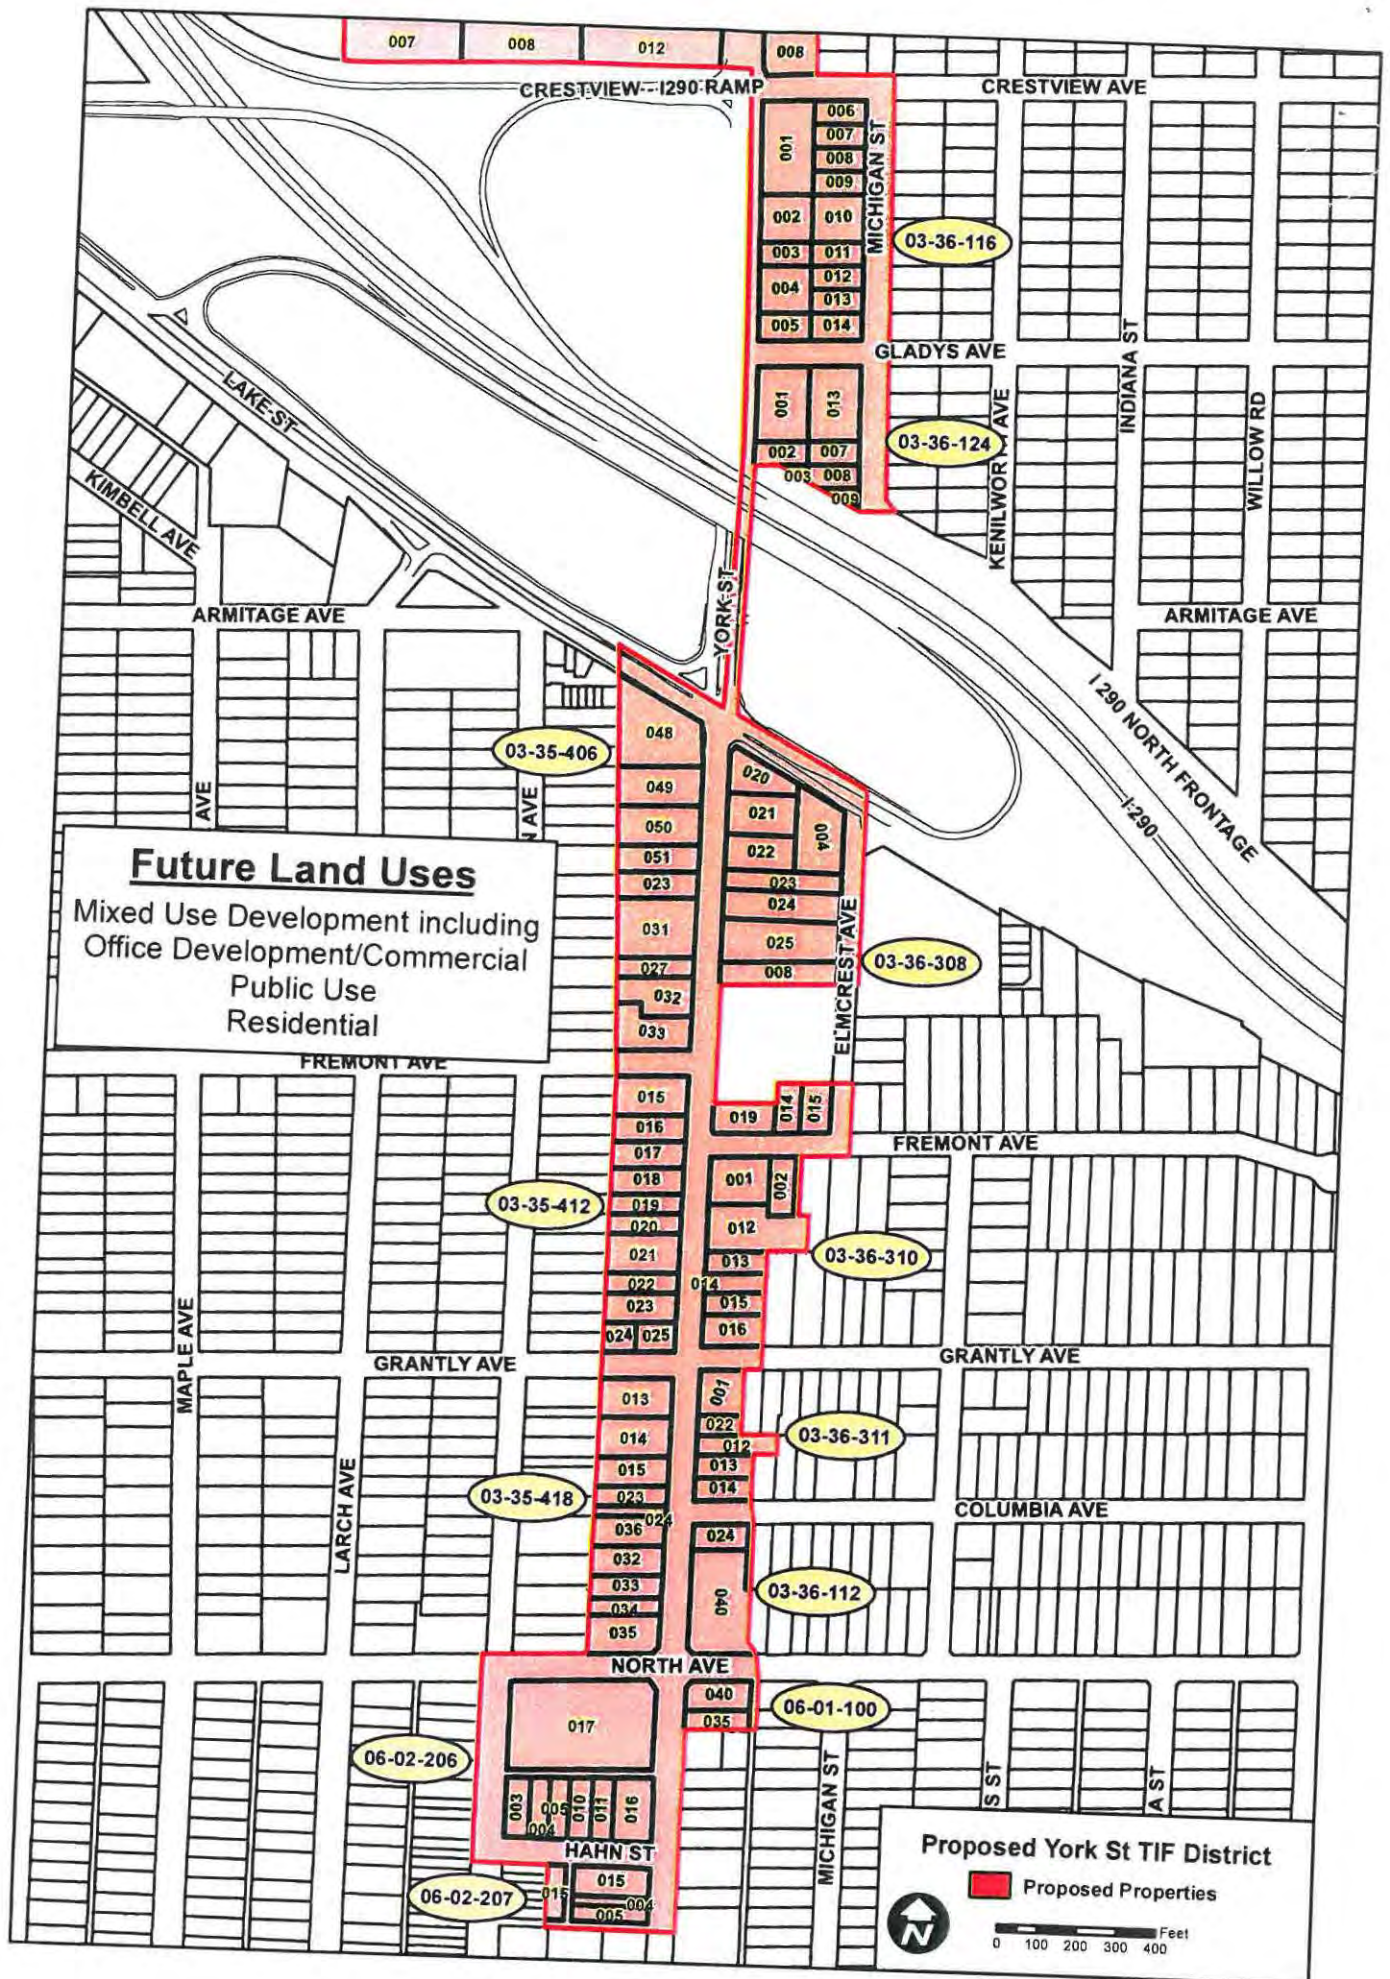 007
008
012
008
CRESTVIEW--I290 RAMP
CRESTVIEW AVE
001
006
007
008
009
MICHIGAN ST
002
010
03-36-116
003
011
004
012
013
005
014
GLADYS AVE
INDIANA ST
LAKE-ST
001
013
03-36-124
WILLOW RD
002
007
003
008
009
KIMBELL AVE
YORK-ST
ARMITAGE AVE
ARMITAGE AVE
I 290 NORTH FRONTAGE
I-290
048
03-35-406
020
049
021
AVE
N AVE
050
022
004
051
023
023
024
031
025
ELMCREST AVE
03-36-308
027
008
032
033
Future Land Uses
Mixed Use Development including
Office Development/Commercial
Public Use
Residential
FREMONT AVE
015
019
014
015
016
FREMONT AVE
017
018
001
002
03-35-412
019
020
012
021
013
03-36-310
022
014
023
015
024
025
016
MAPLE AVE
GRANTLY AVE
GRANTLY AVE
013
001
022
014
012
03-36-311
015
013
LARCH AVE
03-35-418
023
014
COLUMBIA AVE
024
036
024
032
033
040
03-36-112
034
035
NORTH AVE
040
06-01-100
017
035
06-02-206
003
004
005
010
011
016
MICHIGAN ST
S ST
A ST
HAHN ST
06-02-207
015
015
004
005
Proposed York St TIF District
Proposed Properties
N
Feet
0 100 200 300 400